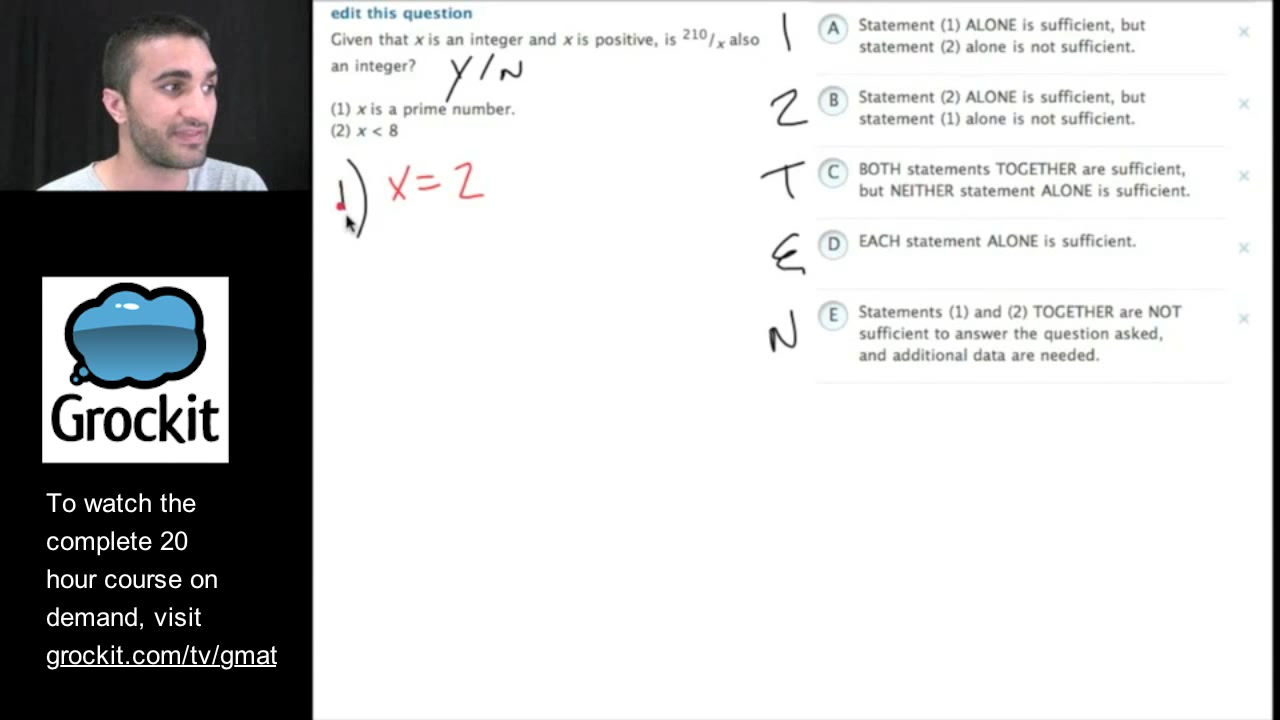 edit this question
Given that x is an integer and x is positive, is 210/x also
an integer?
Y/N
(1) x is a prime number.
(2) x < 8
1) x = 2
1
A Statement (1) ALONE is sufficient, but
statement (2) alone is not sufficient.
2
B Statement (2) ALONE is sufficient, but
statement (1) alone is not sufficient.
T
C BOTH statements TOGETHER are sufficient,
but NEITHER statement ALONE is sufficient.
E
D EACH statement ALONE is sufficient.
N
E Statements (1) and (2) TOGETHER are NOT
sufficient to answer the question asked,
and additional data are needed.
Grockit
To watch the
complete 20
hour course on
demand, visit
grockit.com/tv/gmat